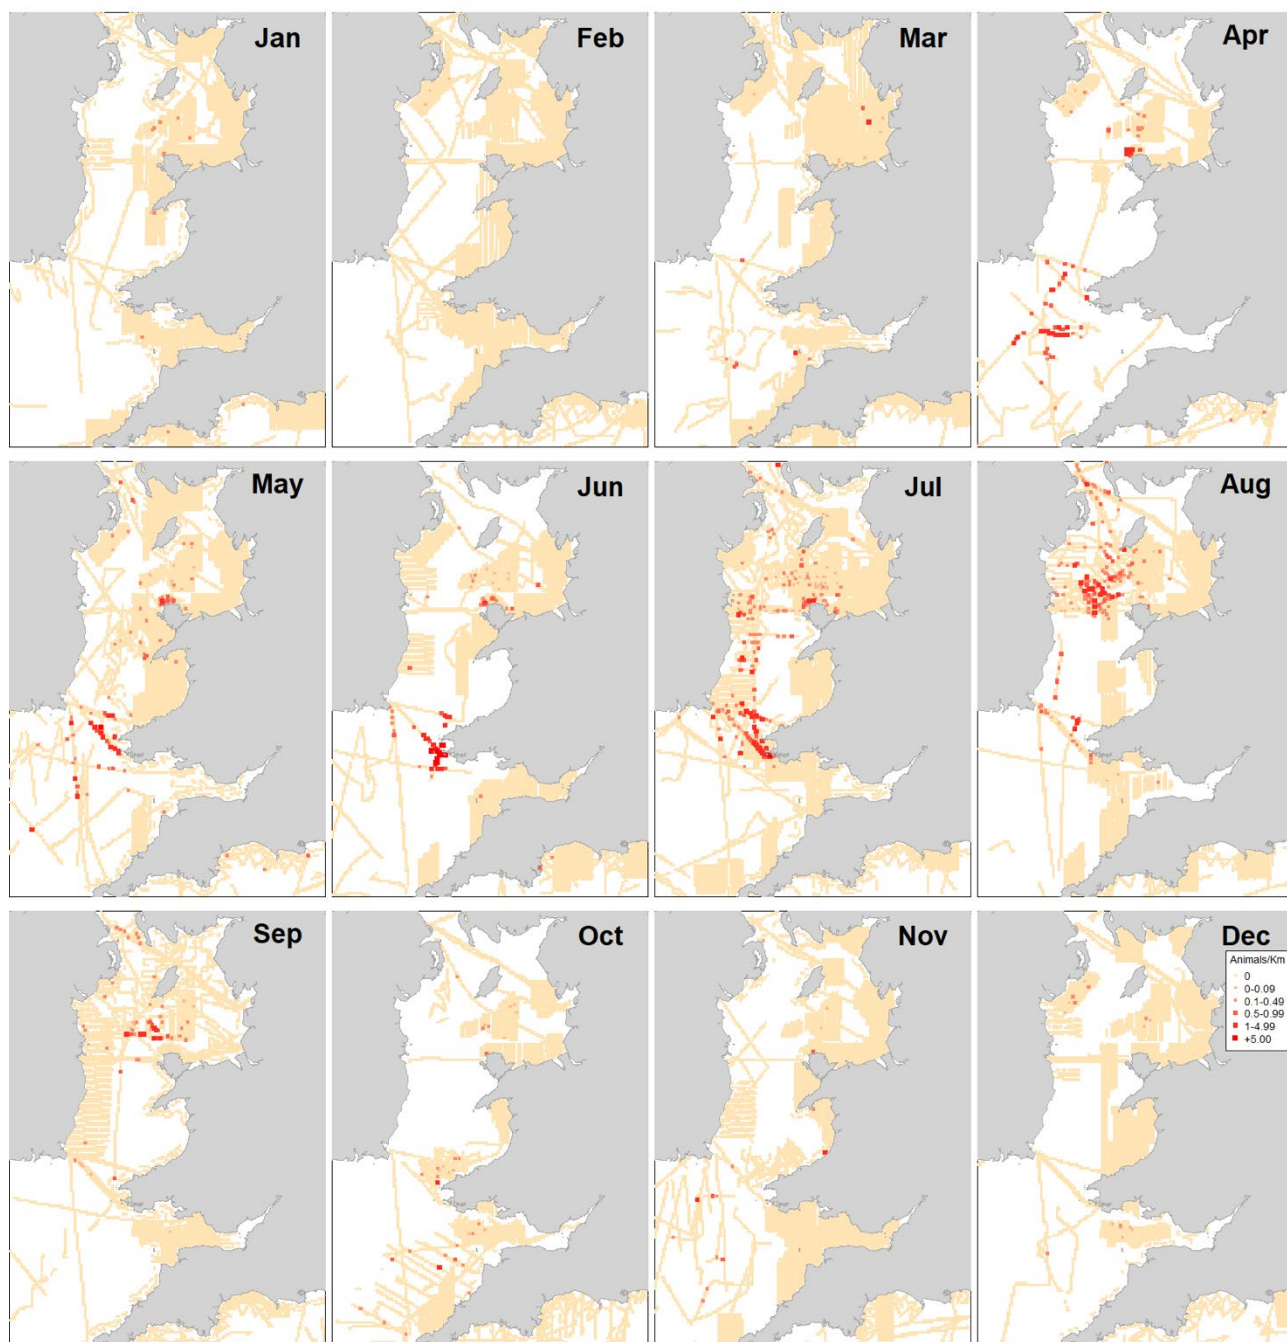 Jan
Feb
Mar
Apr
May
Jun
Jul
Aug
Sep
Oct
Nov
Dec
Animals/Km
0
0-0.09
0.1-0.49
0.5-0.99
1-4.99
+5.00